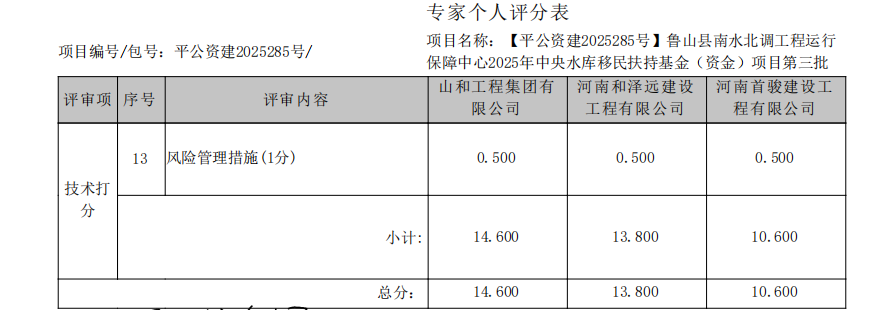 专家个人评分表
项目编号/包号：平公资建2025285号/
项目名称：【平公资建2025285号】鲁山县南水北调工程运行
保障中心2025年中央水库移民扶持基金（资金）项目第三批
评审项 序号 评审内容 山和工程集团有限公司 河南和泽远建设工程有限公司 河南首骏建设工程有限公司
技术打分
13 风险管理措施(1分) 0.500 0.500 0.500
小计: 14.600 13.800 10.600
总分： 14.600 13.800 10.600